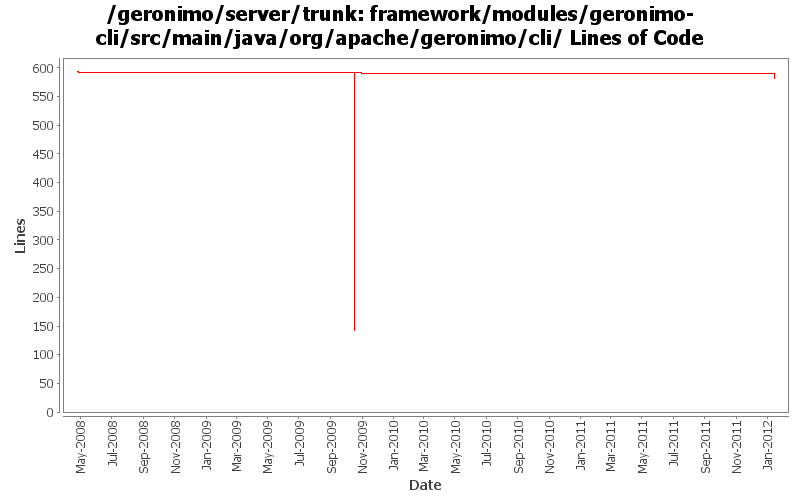 /geronimo/server/trunk: framework/modules/geronimo-
cli/src/main/java/org/apache/geronimo/cli/ Lines of Code
Lines
600
550
500
450
400
350
300
250
200
150
100
50
0
May-2008
Jul-2008
Sep-2008
Nov-2008
Jan-2009
Mar-2009
May-2009
Jul-2009
Sep-2009
Nov-2009
Jan-2010
Mar-2010
May-2010
Jul-2010
Sep-2010
Nov-2010
Jan-2011
Mar-2011
May-2011
Jul-2011
Sep-2011
Nov-2011
Jan-2012
Date